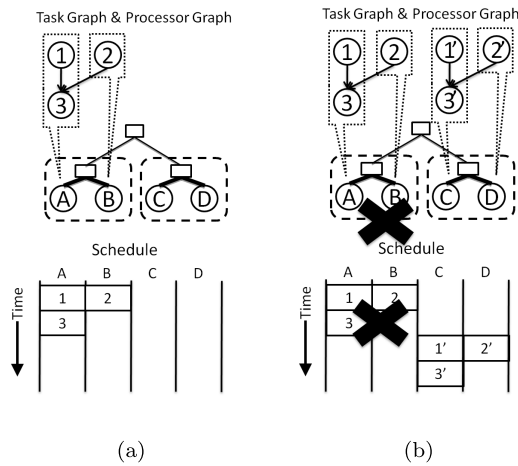 Task Graph & Processor Graph
1
2
3
A
B
C
D
Schedule
A B C D
Time
1 2
3
(a)
Task Graph & Processor Graph
1
2
1'
2'
3
3'
A
B
C
D
Schedule
A B C D
Time
1 2
3
1' 2'
3'
(b)